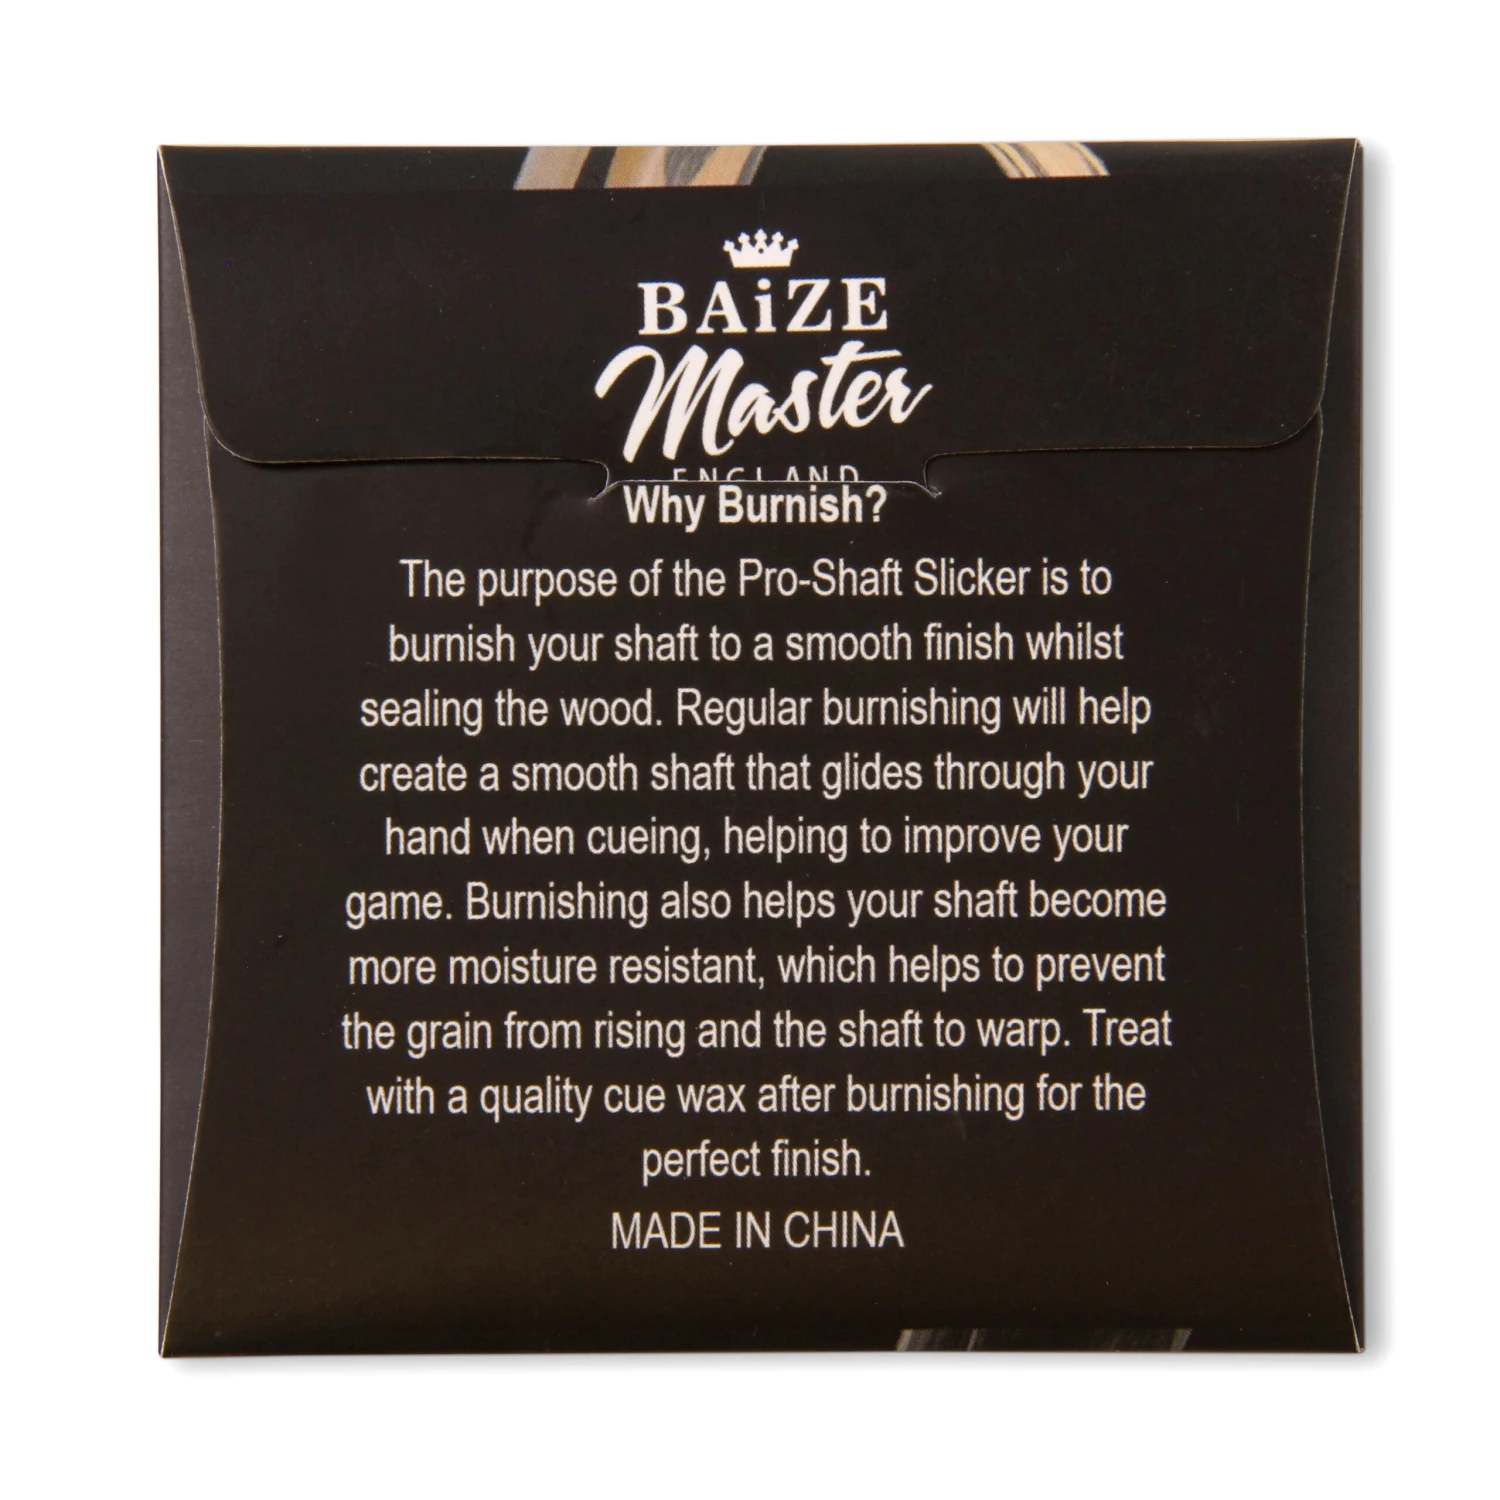 BAiZE
Master
ENGLAND
Why Burnish?
The purpose of the Pro-Shaft Slicker is to
burnish your shaft to a smooth finish whilst
sealing the wood. Regular burnishing will help
create a smooth shaft that glides through your
hand when cueing, helping to improve your
game. Burnishing also helps your shaft become
more moisture resistant, which helps to prevent
the grain from rising and the shaft to warp. Treat
with a quality cue wax after burnishing for the
perfect finish.
MADE IN CHINA